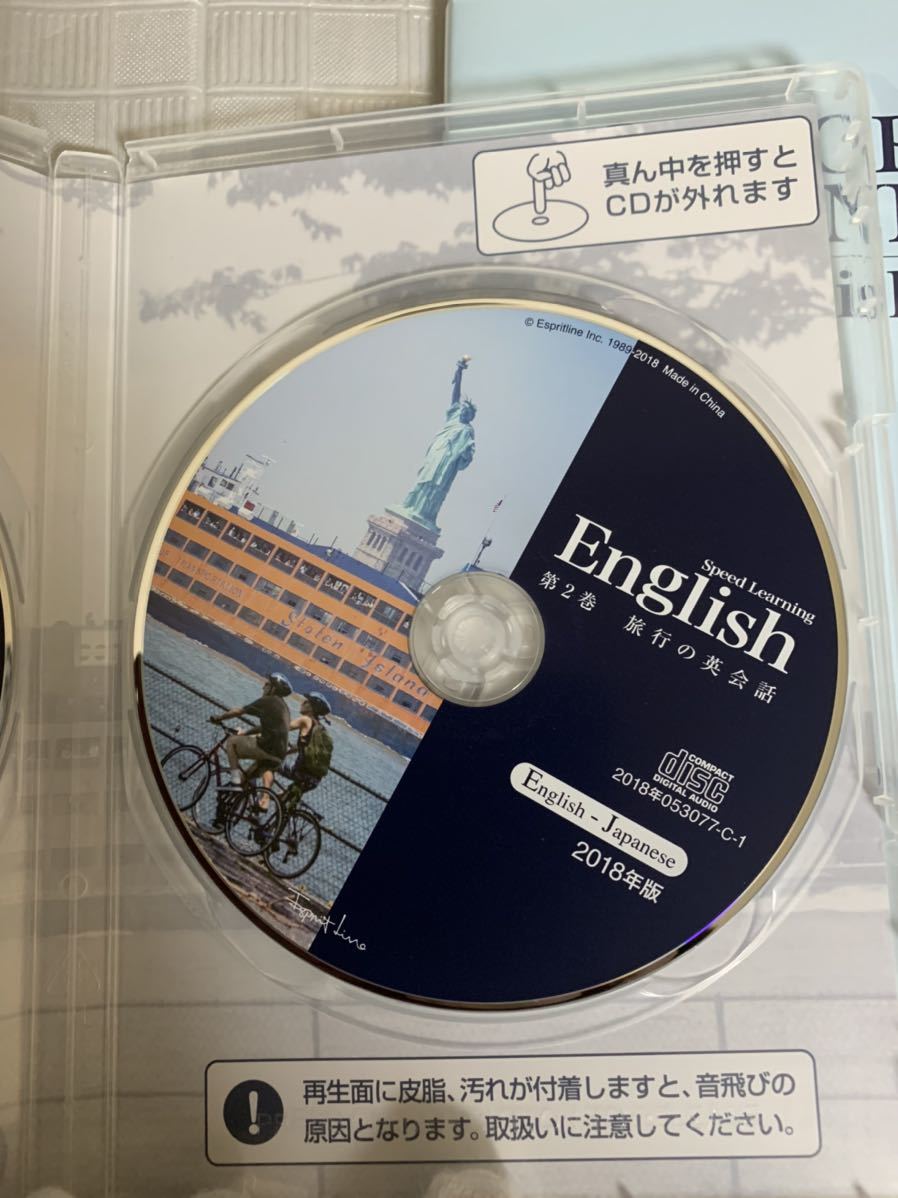 真ん中を押すと
CDが外れます
© Espritline Inc. 1989-2018 Made in China
Speed Learning
English
第2巻 旅行の英会話
Staten Island
COMPACT
disc
DIGITAL AUDIO
2018年053077-C-1
English - Japanese
2018年版
Esprit Line
再生面に皮脂、汚れが付着しますと、音飛びの
原因となります。取扱いに注意してください。